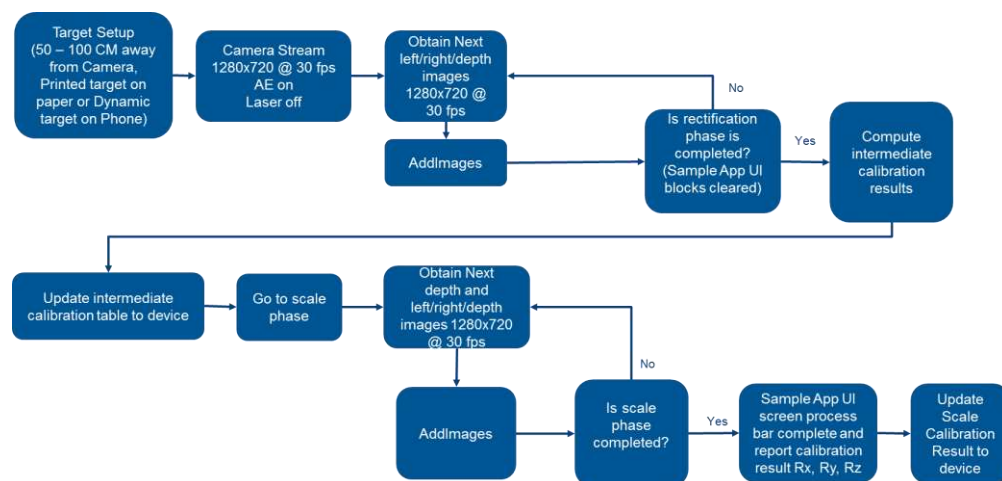 Target Setup
(50 – 100 CM away
from Camera,
Printed target on
paper or Dynamic
target on Phone)
Camera Stream
1280x720 @ 30 fps
AE on
Laser off
Obtain Next
left/right/depth
images
1280x720 @
30 fps
AddImages
No
Is rectification
phase is
completed?
(Sample App UI
blocks cleared)
Yes
Compute
intermediate
calibration
results
Update intermediate
calibration table to device
Go to scale
phase
Obtain Next
depth and
left/right/depth
images 1280x720
@ 30 fps
AddImages
No
Is scale
phase
completed?
Yes
Sample App UI
screen process
bar complete and
report calibration
result Rx, Ry, Rz
Update
Scale
Calibration
Result to
device